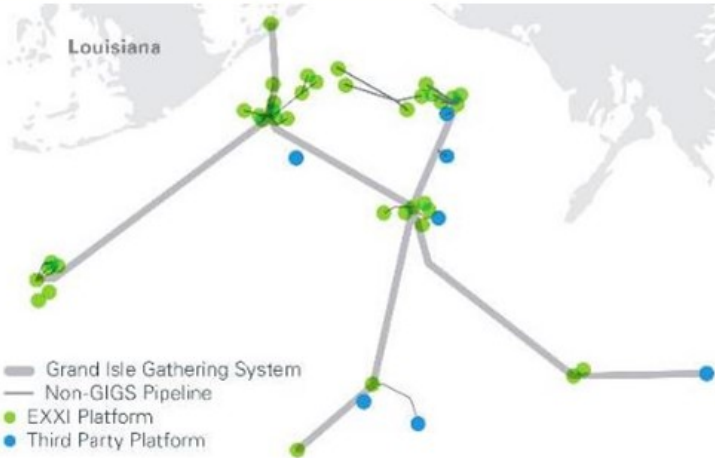 Louisiana
Grand Isle Gathering System
Non-GIGS Pipeline
EXXI Platform
Third Party Platform